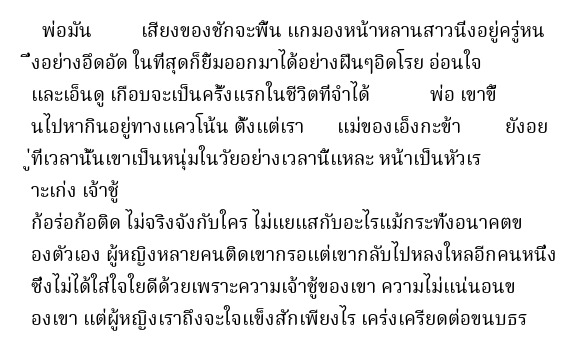 พ่อมัน เสียงของชักจะพื้น แกมองหน้าหลานสาวนึ่งอยู่ครู่หน
ึ่งอย่างอึดอัด ในที่สุดก็ยิ้มออกมาได้อย่างฝืนๆอิดโรย อ่อนใจ
และเอ็นดู เกือบจะเป็นครั้งแรกในชีวิตที่จำได้ พ่อ เขาขึ้
นไปหากินอยู่ทางแควโน้น ตั้งแต่เรา แม่ของเอ็งกะข้า ยังอย
ู่ที่เวลานั้นเขาเป็นหนุ่มในวัยอย่างเวลานี้แหละ หน้าเป็นหัวเร
าะเก่ง เจ้าชู้
ก้อร่อก้อติด ไม่จริงจังกับใคร ไม่แยแสกับอะไรแม้กระทั่งอนาคตข
องตัวเอง ผู้หญิงหลายคนติดเขากรอแต่เขากลับไปหลงใหลอีกคนหนึ่ง
ซึ่งไม่ได้ใส่ใจใยดีด้วยเพราะความเจ้าชู้ของเขา ความไม่แน่นอนข
องเขา แต่ผู้หญิงเราถึงจะใจแข็งสักเพียงไร เคร่งเครียดต่อขนบธร